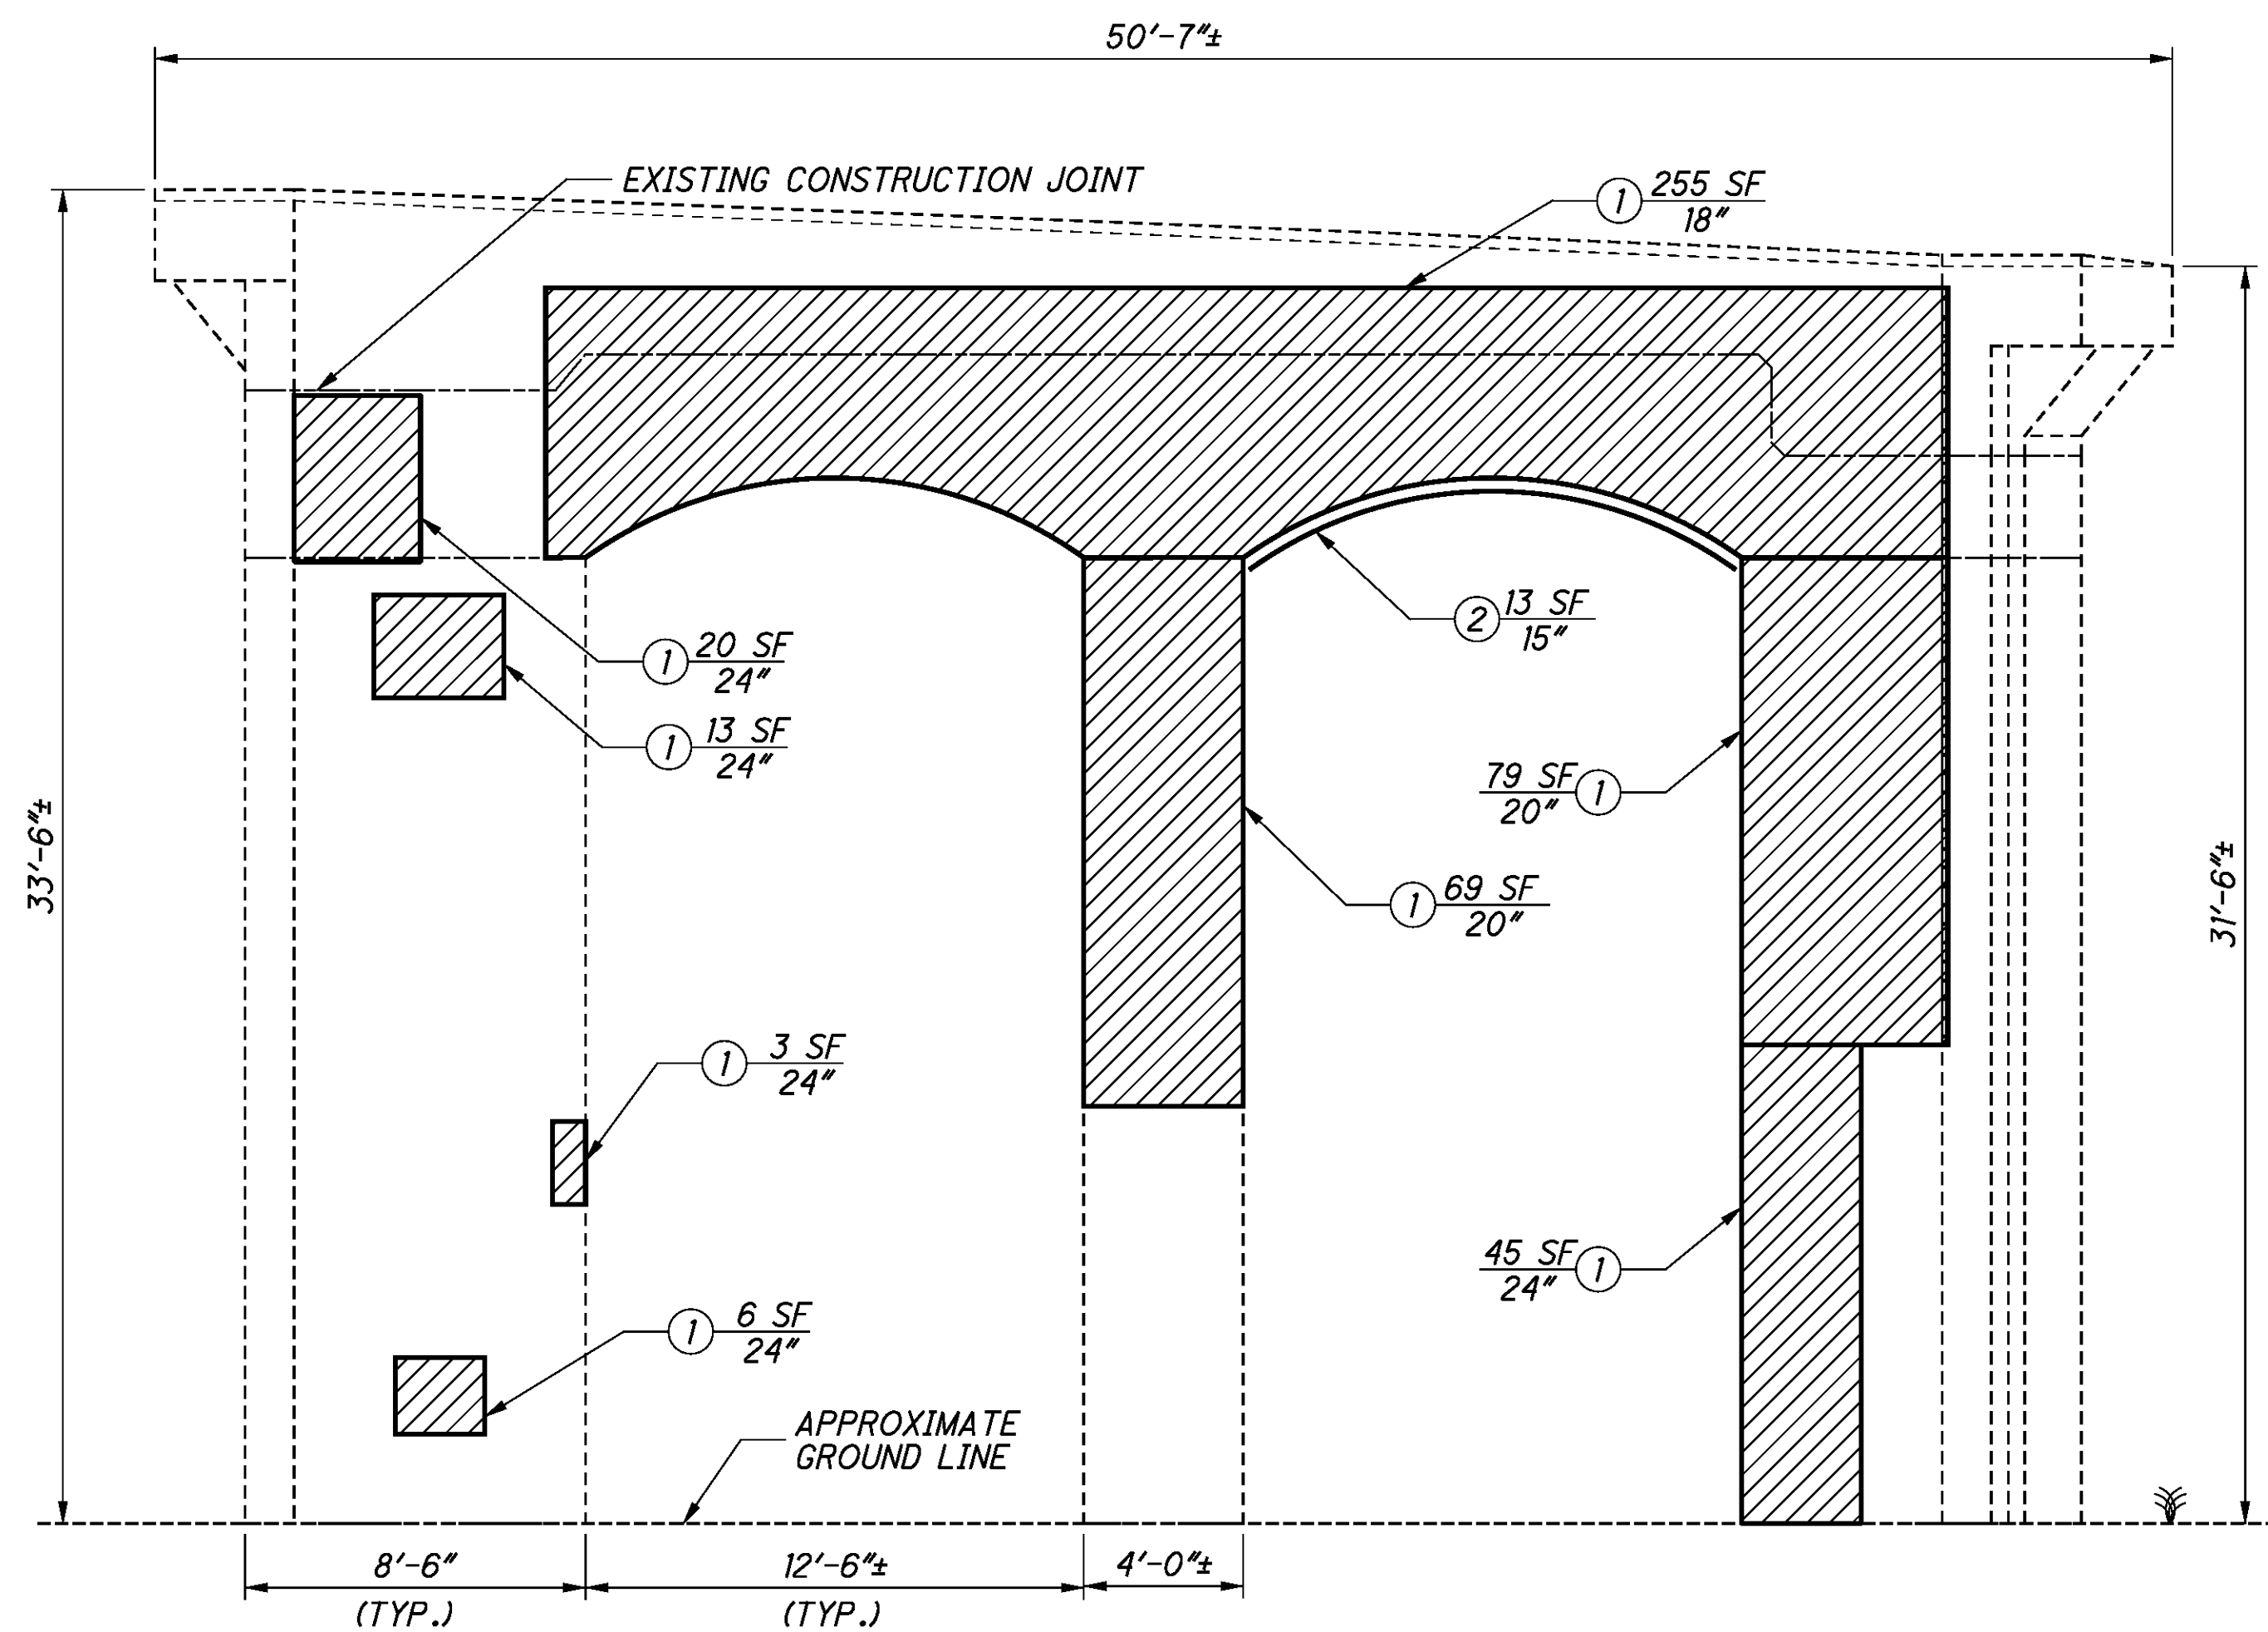 50'-7"±
EXISTING CONSTRUCTION JOINT
1 255 SF
18"
2 13 SF
15"
1 20 SF
24"
1 13 SF
24"
79 SF 1
20"
33'-6"±
31'-6"±
1 69 SF
20"
1 3 SF
24"
45 SF 1
24"
1 6 SF
24"
APPROXIMATE
GROUND LINE
8'-6"
(TYP.)
12'-6"±
(TYP.)
4'-0"±